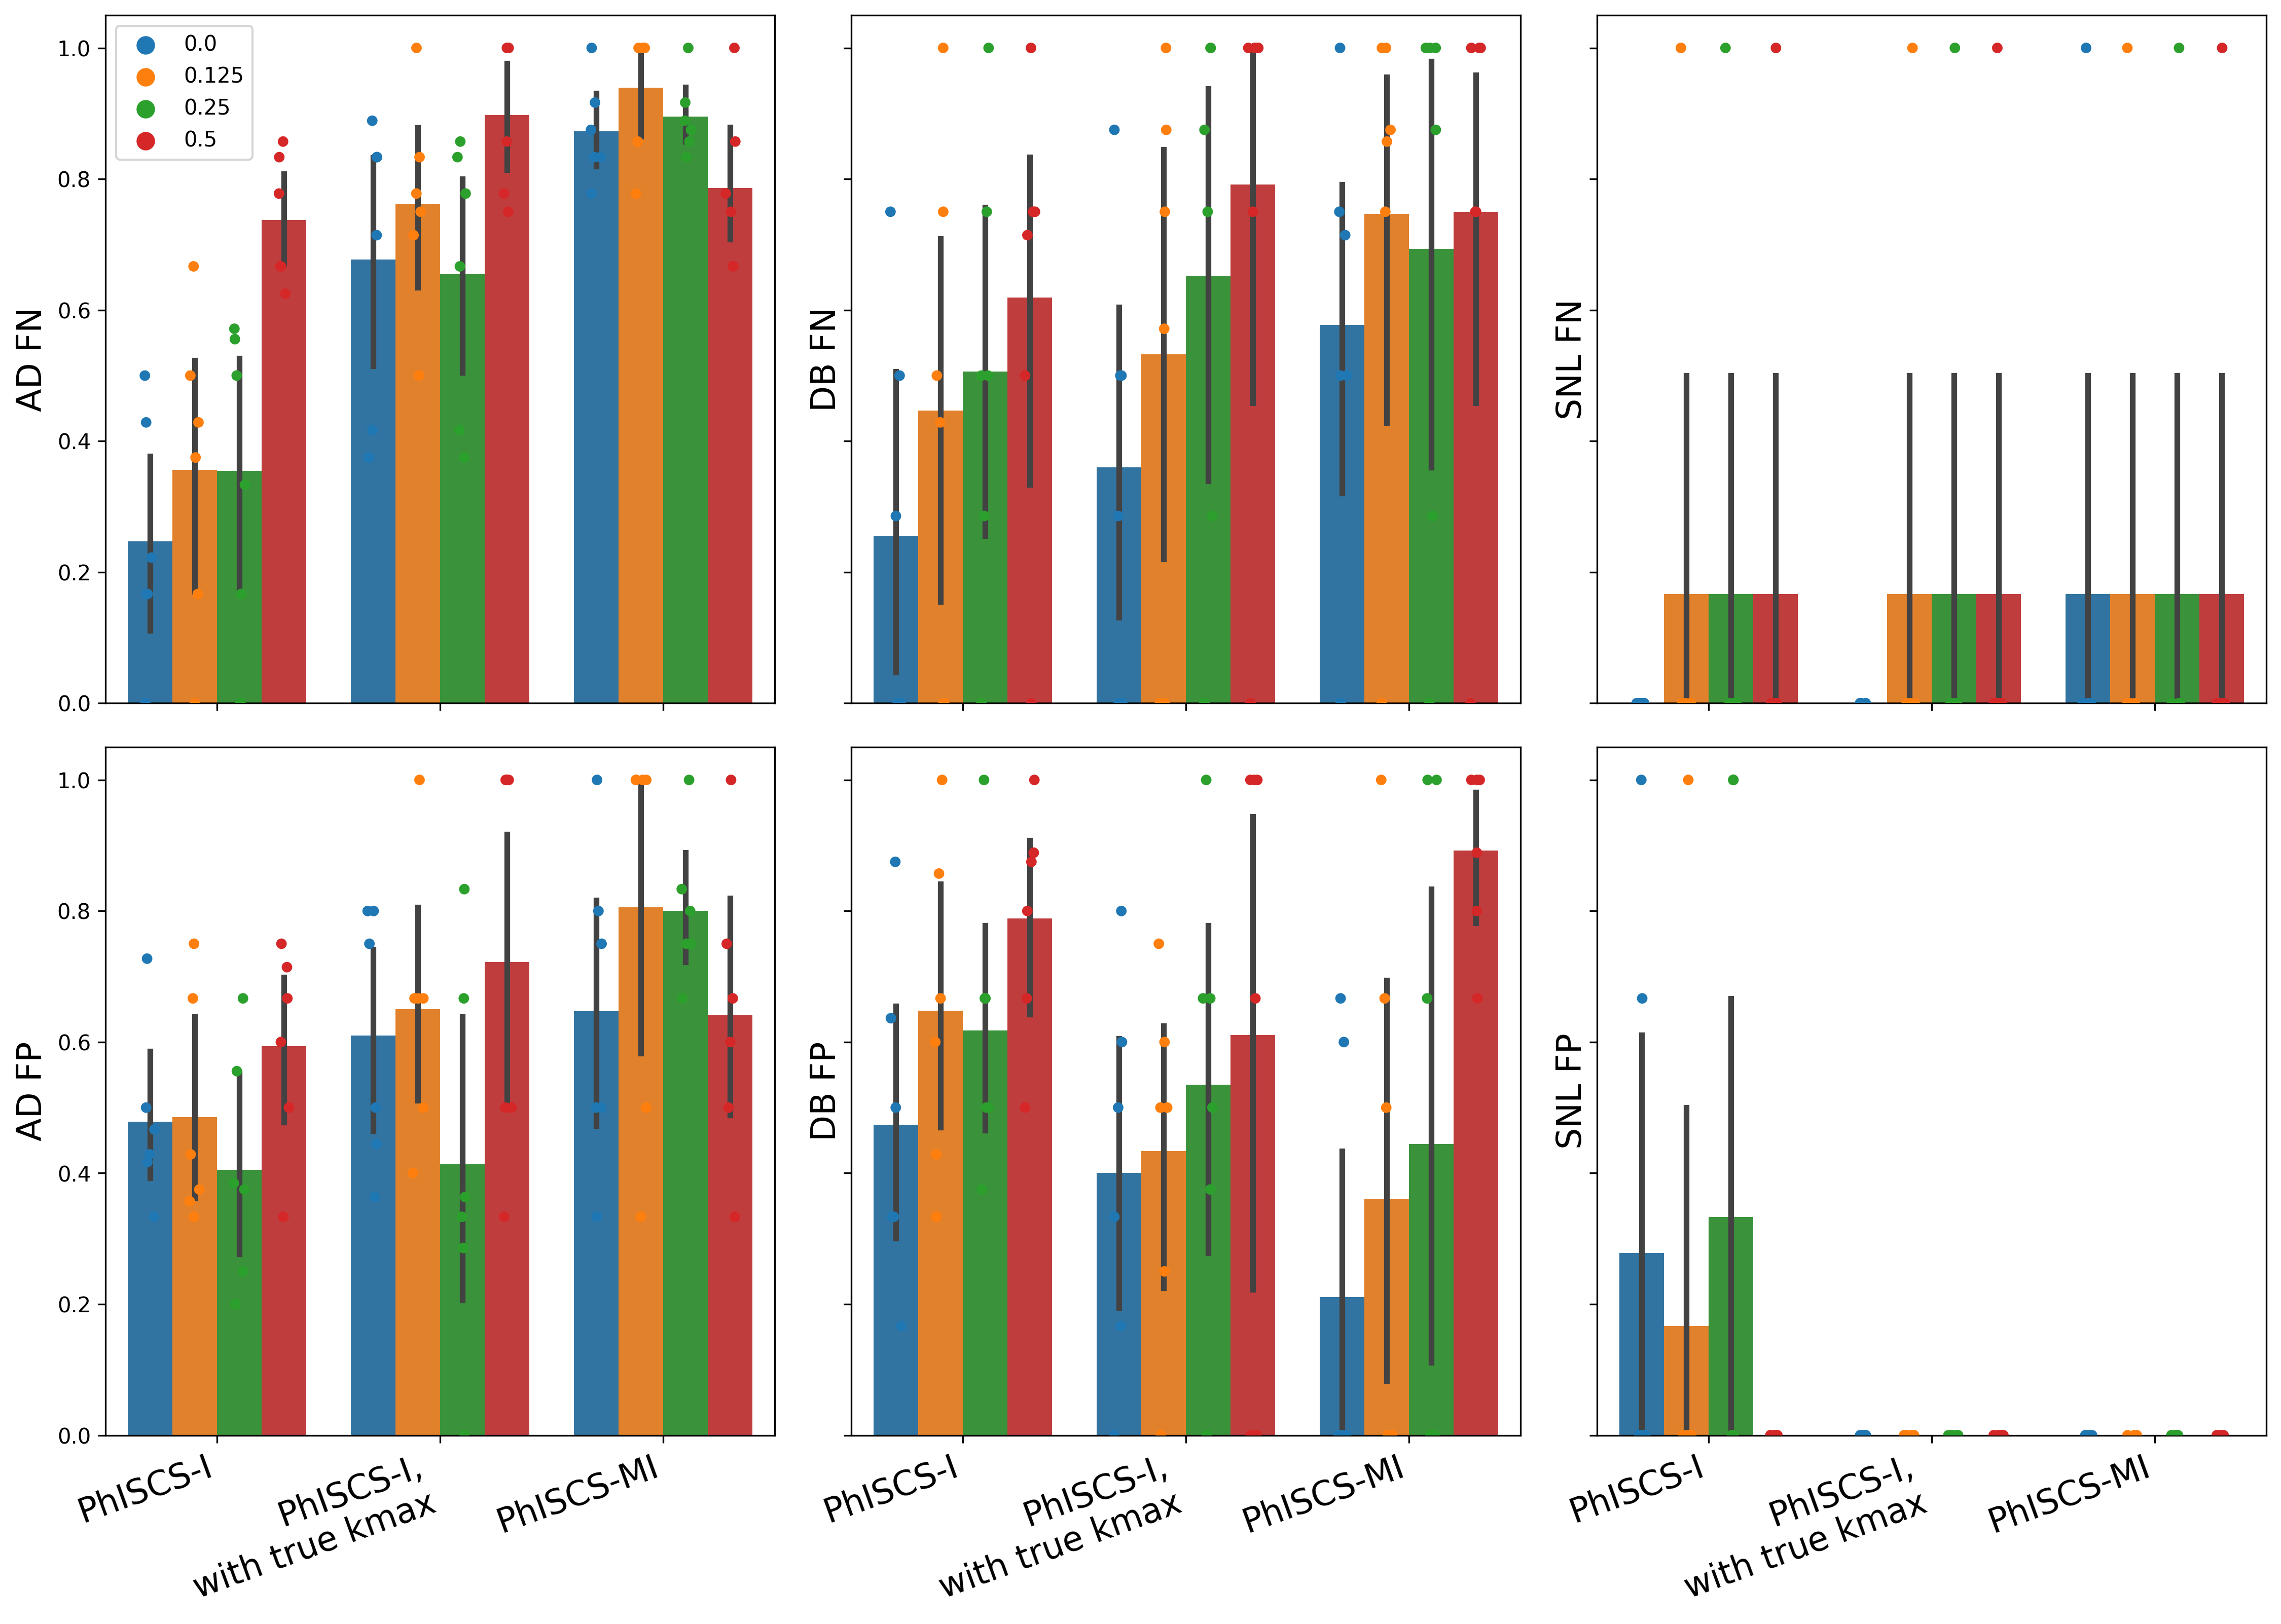 0.0
0.125
0.25
0.5
1.0
0.8
0.6
0.4
0.2
0.0
AD FN
DB FN
SNL FN
1.0
0.8
0.6
0.4
0.2
0.0
AD FP
DB FP
SNL FP
PhISCS-I
PhISCS-I,
with true kmax
PhISCS-MI
PhISCS-I
PhISCS-I,
with true kmax
PhISCS-MI
PhISCS-I
PhISCS-I,
with true kmax
PhISCS-MI